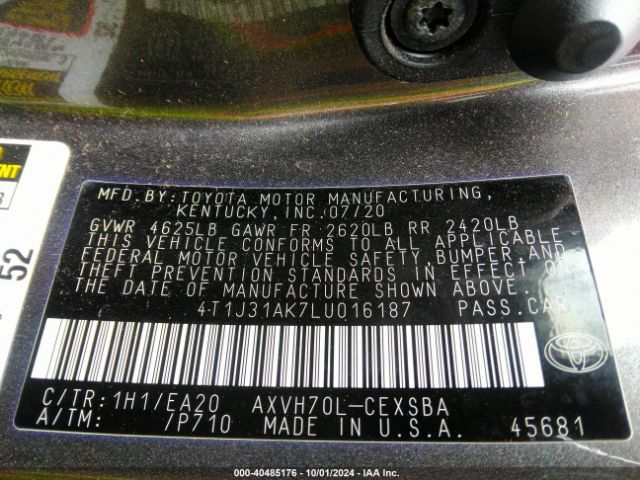 MENT
52
MFD.BY:TOYOTA MOTOR MANUFACTURING,
KENTUCKY,INC.07/20
GVWR 4625LB GAWR FR 2620LB RR 2420LB
THIS VEHICLE CONFORMS TO ALL APPLICABLE
FEDERAL MOTOR VEHICLE SAFETY,BUMPER,AND
THEFT PREVENTION STANDARDS IN EFFECT ON
THE DATE OF MANUFACTURE SHOWN ABOVE.
4T1J31AK7LU016187 PASS.CAR
C/TR:1H1/EA20 AXVH70L-CEXSBA
A/TM: /P710 MADE IN U.S.A. 45681
000-40485176 - 10/01/2024 - IAA Inc.